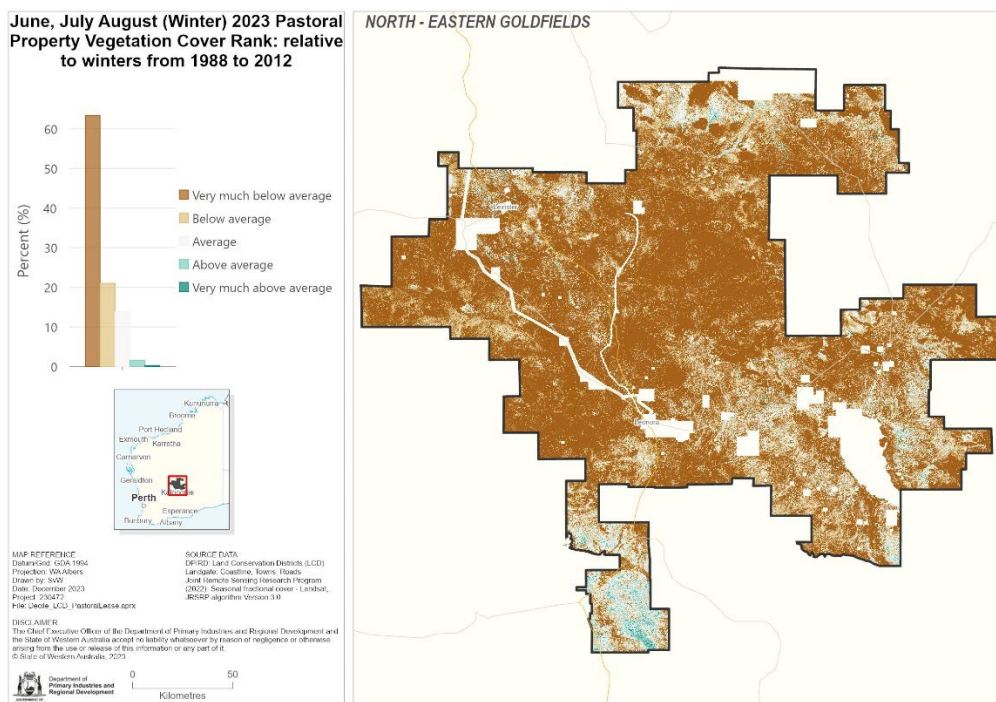 June, July August (Winter) 2023 Pastoral
Property Vegetation Cover Rank: relative
to winters from 1988 to 2012
Percent (%)
60
50
40
30
20
10
0
Very much below average
Below average
Average
Above average
Very much above average
Kununurra
Broome
Port Hedland
Exmouth
Karratha
Carnarvon
Geraldton
Perth
Esperance
Bunbury
Albany
MAP REFERENCE
Datum/Grid: GDA 1994
Projection: WA Albers
Drawn by: SvW
Date: December 2023
Project: 230472
File: Decile_LCD_PastoralLease.aprx
SOURCE DATA
DPIRD: Land Conservation Districts (LCD)
Landgate: Coastline, Towns, Roads
Joint Remote Sensing Research Program
(2022): Seasonal fractional cover - Landsat,
JRSRP algorithm Version 3.0
DISCLAIMER
The Chief Executive Officer of the Department of Primary Industries and Regional Development and
the State of Western Australia accept no liability whatsoever by reason of negligence or otherwise
arising from the use or release of this information or any part of it.
© State of Western Australia, 2023
Department of
Primary Industries and
Regional Development
GOVERNMENT OF
0 50
Kilometres
NORTH - EASTERN GOLDFIELDS
Leinster
Leonora